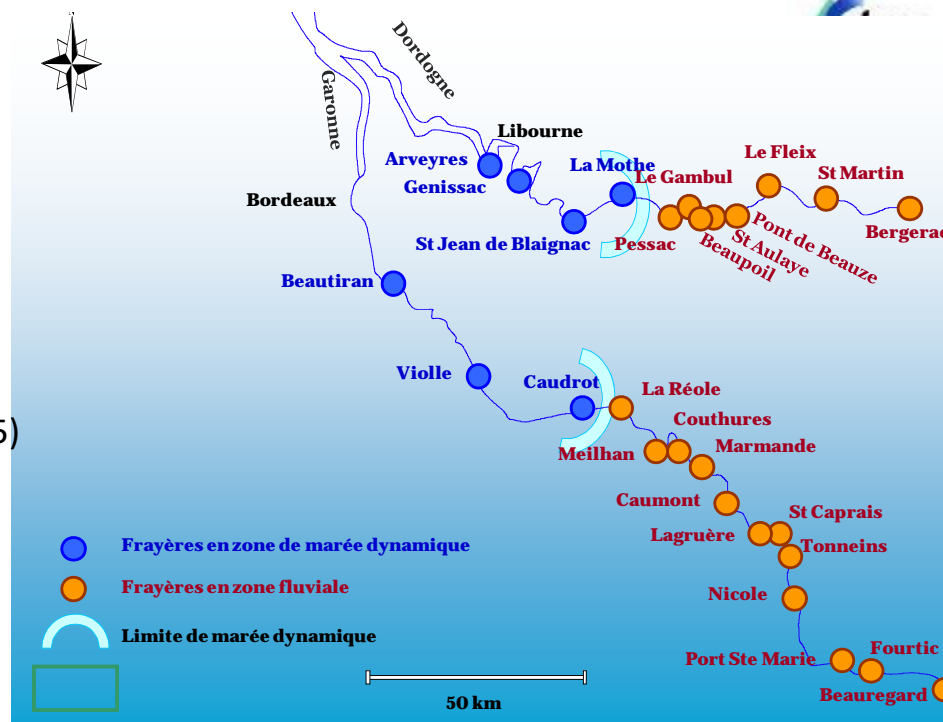 Dordogne
Garonne
Libourne
Arveyres
Genissac
La Mothe
Le Gambul
Le Fleix
St Martin
Bordeaux
St Jean de Blaignac
Pessac
Beaupoil
St Aulaye
Pont de Beauze
Bergerac
Beautiran
Violle
Caudrot
La Réole
5)
Couthures
Meilhan
Marmande
Caumont
St Caprais
Lagruère
Tonneins
Frayères en zone de marée dynamique
Frayères en zone fluviale
Nicole
Limite de marée dynamique
Port Ste Marie
Fourtic
Beauregard
50 km